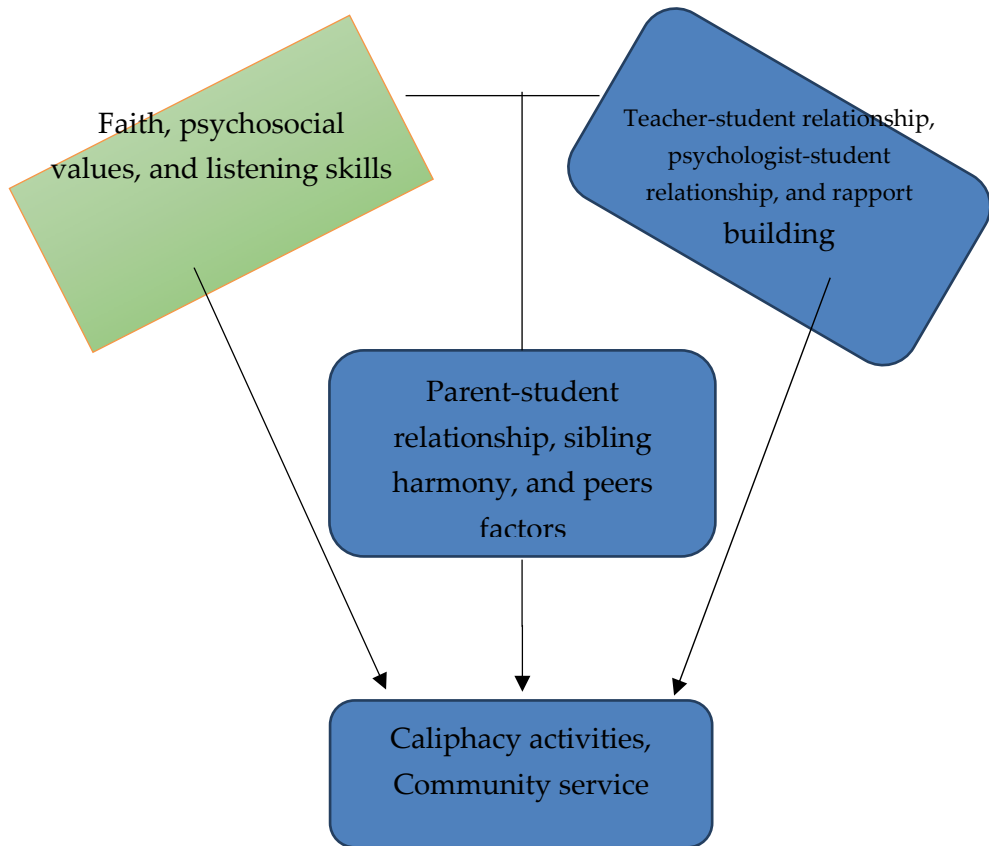 Faith, psychosocial
values, and listening skills
Teacher-student relationship,
psychologist-student
relationship, and rapport
building
Parent-student
relationship, sibling
harmony, and peers
factors
Caliphacy activities,
Community service